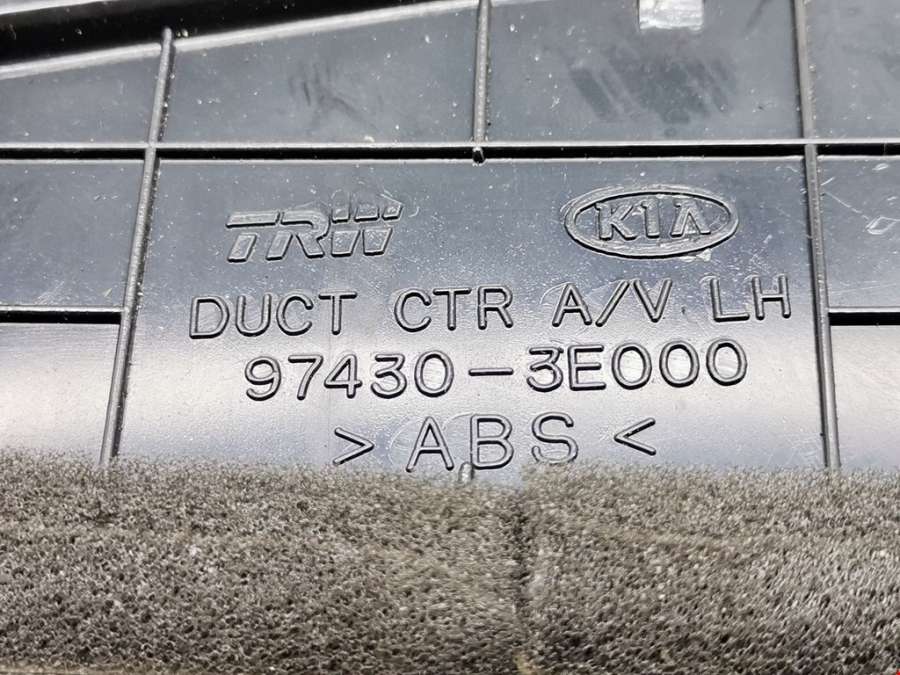 TRW KIA
DUCT CTR A/V LH
97430-3E000
>ABS<